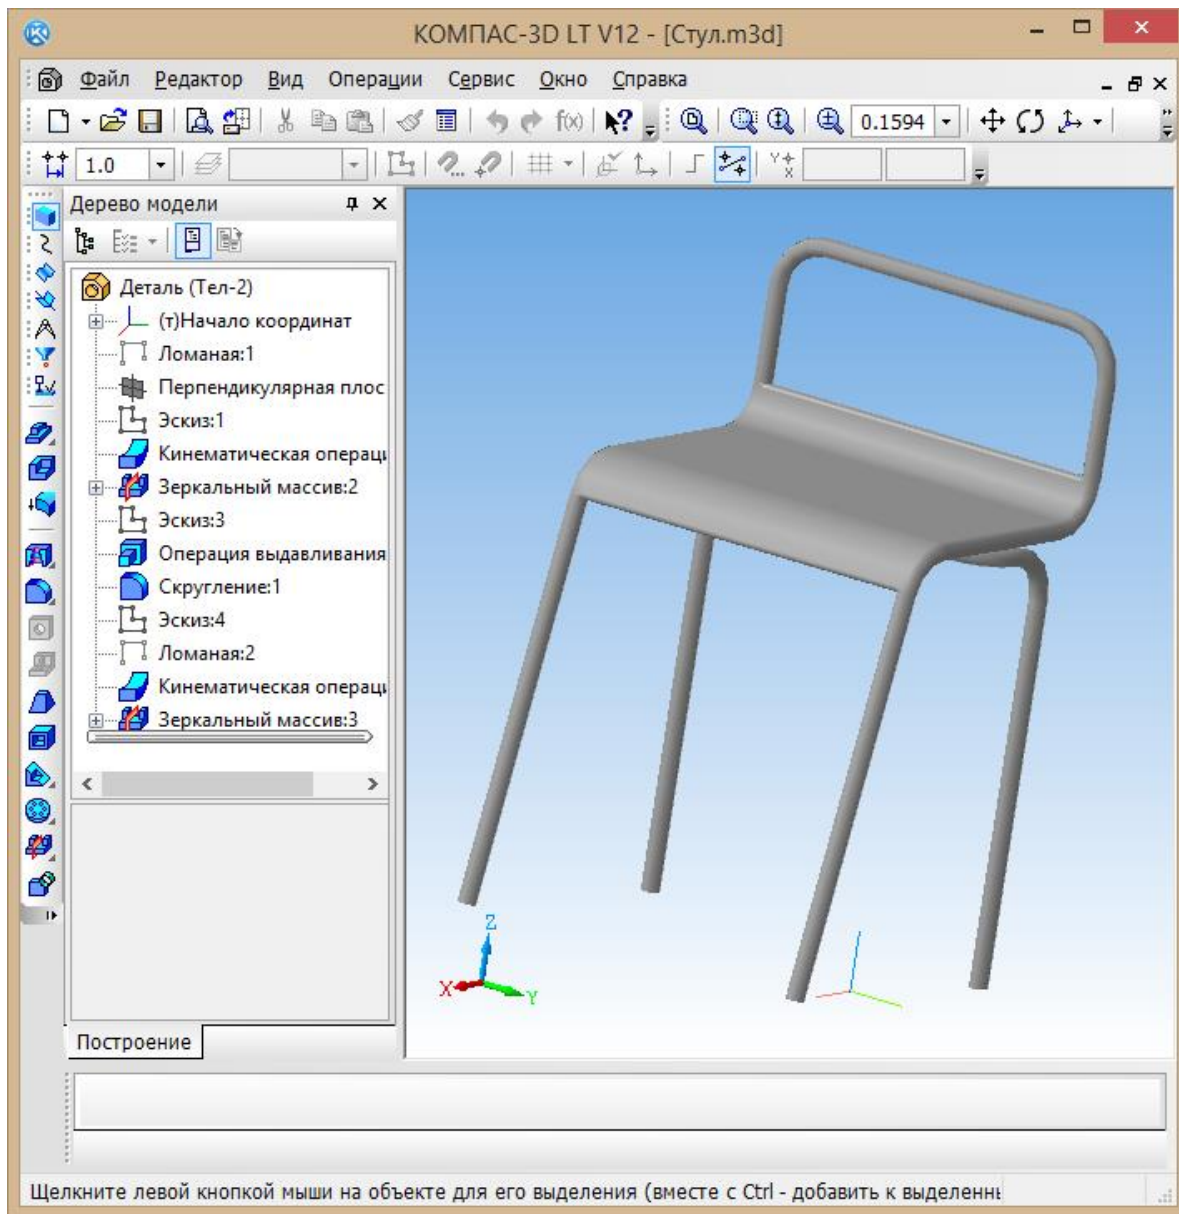 КОМПАС-3D LT V12 - [Стул.m3d]
Файл Редактор Вид Операции Сервис Окно Справка
0.1594
1.0
Дерево модели
Деталь (Тел-2)
(т)Начало координат
Ломаная:1
Перпендикулярная плос
Эскиз:1
Кинематическая операци
Зеркальный массив:2
Эскиз:3
Операция выдавливания
Скругление:1
Эскиз:4
Ломаная:2
Кинематическая операци
Зеркальный массив:3
Z
X
Y
Построение
Щелкните левой кнопкой мыши на объекте для его выделения (вместе с Ctrl - добавить к выделенны